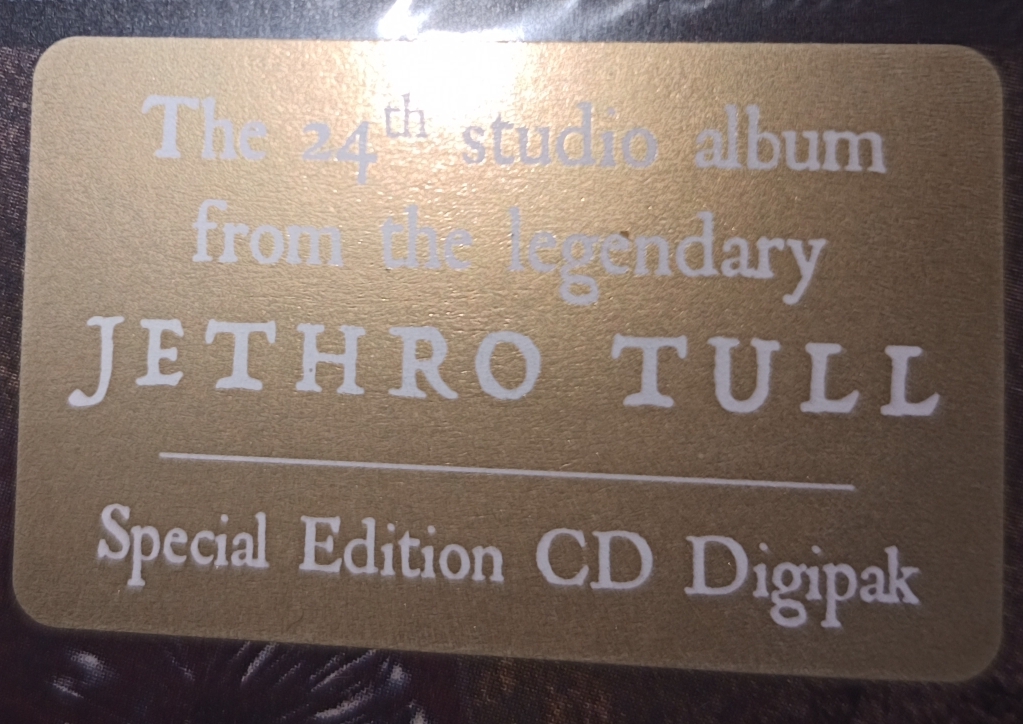 The 24th studio album
from the legendary
JETHRO TULL
Special Edition CD Digipak